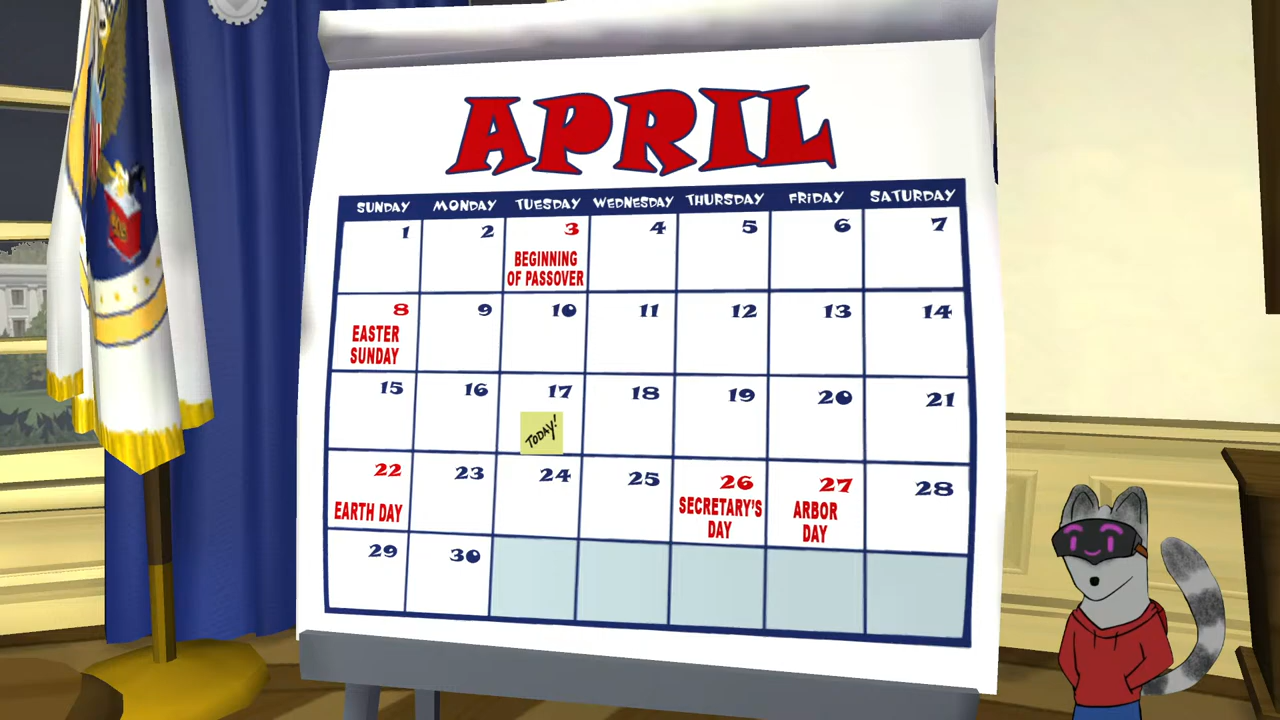 APRIL
SUNDAY MONDAY TUESDAY WEDNESDAY THURSDAY FRIDAY SATURDAY
1 2 3 4 5 6 7
BEGINNING
OF PASSOVER
8 9 10 11 12 13 14
EASTER
SUNDAY
15 16 17 18 19 20 21
TODAY!
22 23 24 25 26 27 28
EARTH DAY
SECRETARY'S
DAY
ARBOR
DAY
29 30